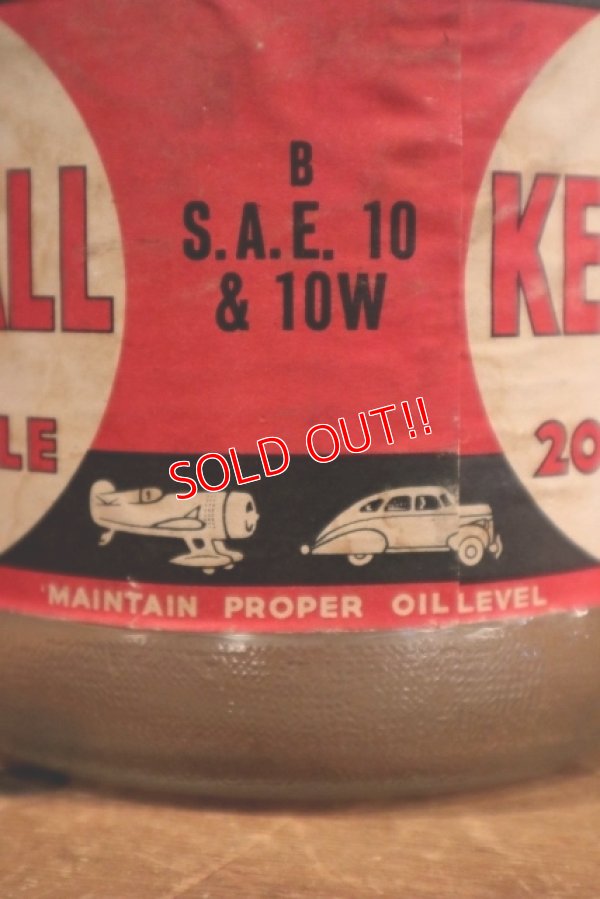 B
S.A.E. 10
& 10W
ALL
KE
LE
20
SOLD OUT!!
MAINTAIN PROPER OIL LEVEL